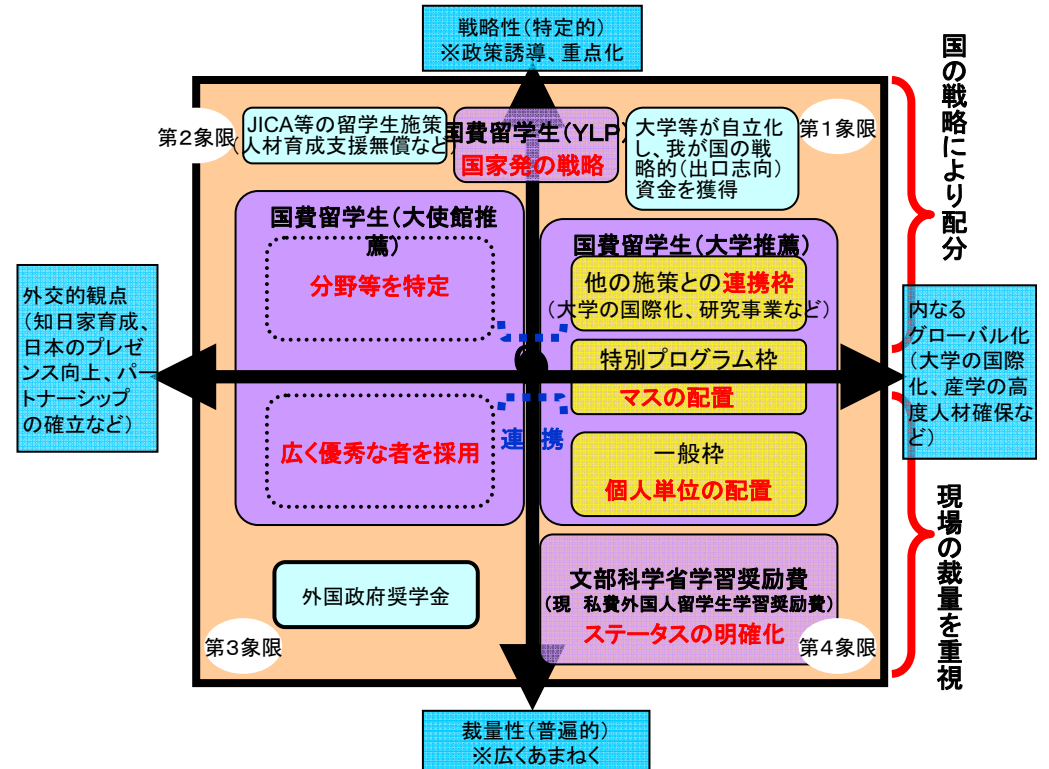 戦略性(特定的)
※政策誘導、重点化
国の戦略により配分
第2象限
JICA等の留学生施策
(人材育成支援無償など)
国費留学生(YLP)
国家発の戦略
大学等が自立化
し、我が国の戦
略的(出口志向)
資金を獲得
第1象限
国費留学生(大使館推
薦)
分野等を特定
国費留学生(大学推薦)
他の施策との連携枠
(大学の国際化、研究事業など)
外交的観点
(知日家育成、
日本のプレゼ
ンス向上、パー
トナーシップ
の確立など)
内なる
グローバル化
(大学の国際
化、産学の高
度人材確保な
ど)
特別プログラム枠
マスの配置
広く優秀な者を採用
連携
一般枠
個人単位の配置
現場の裁量を重視
外国政府奨学金
文部科学省学習奨励費
(現 私費外国人留学生学習奨励費)
ステータスの明確化
第3象限
第4象限
裁量性(普遍的)
※広くあまねく